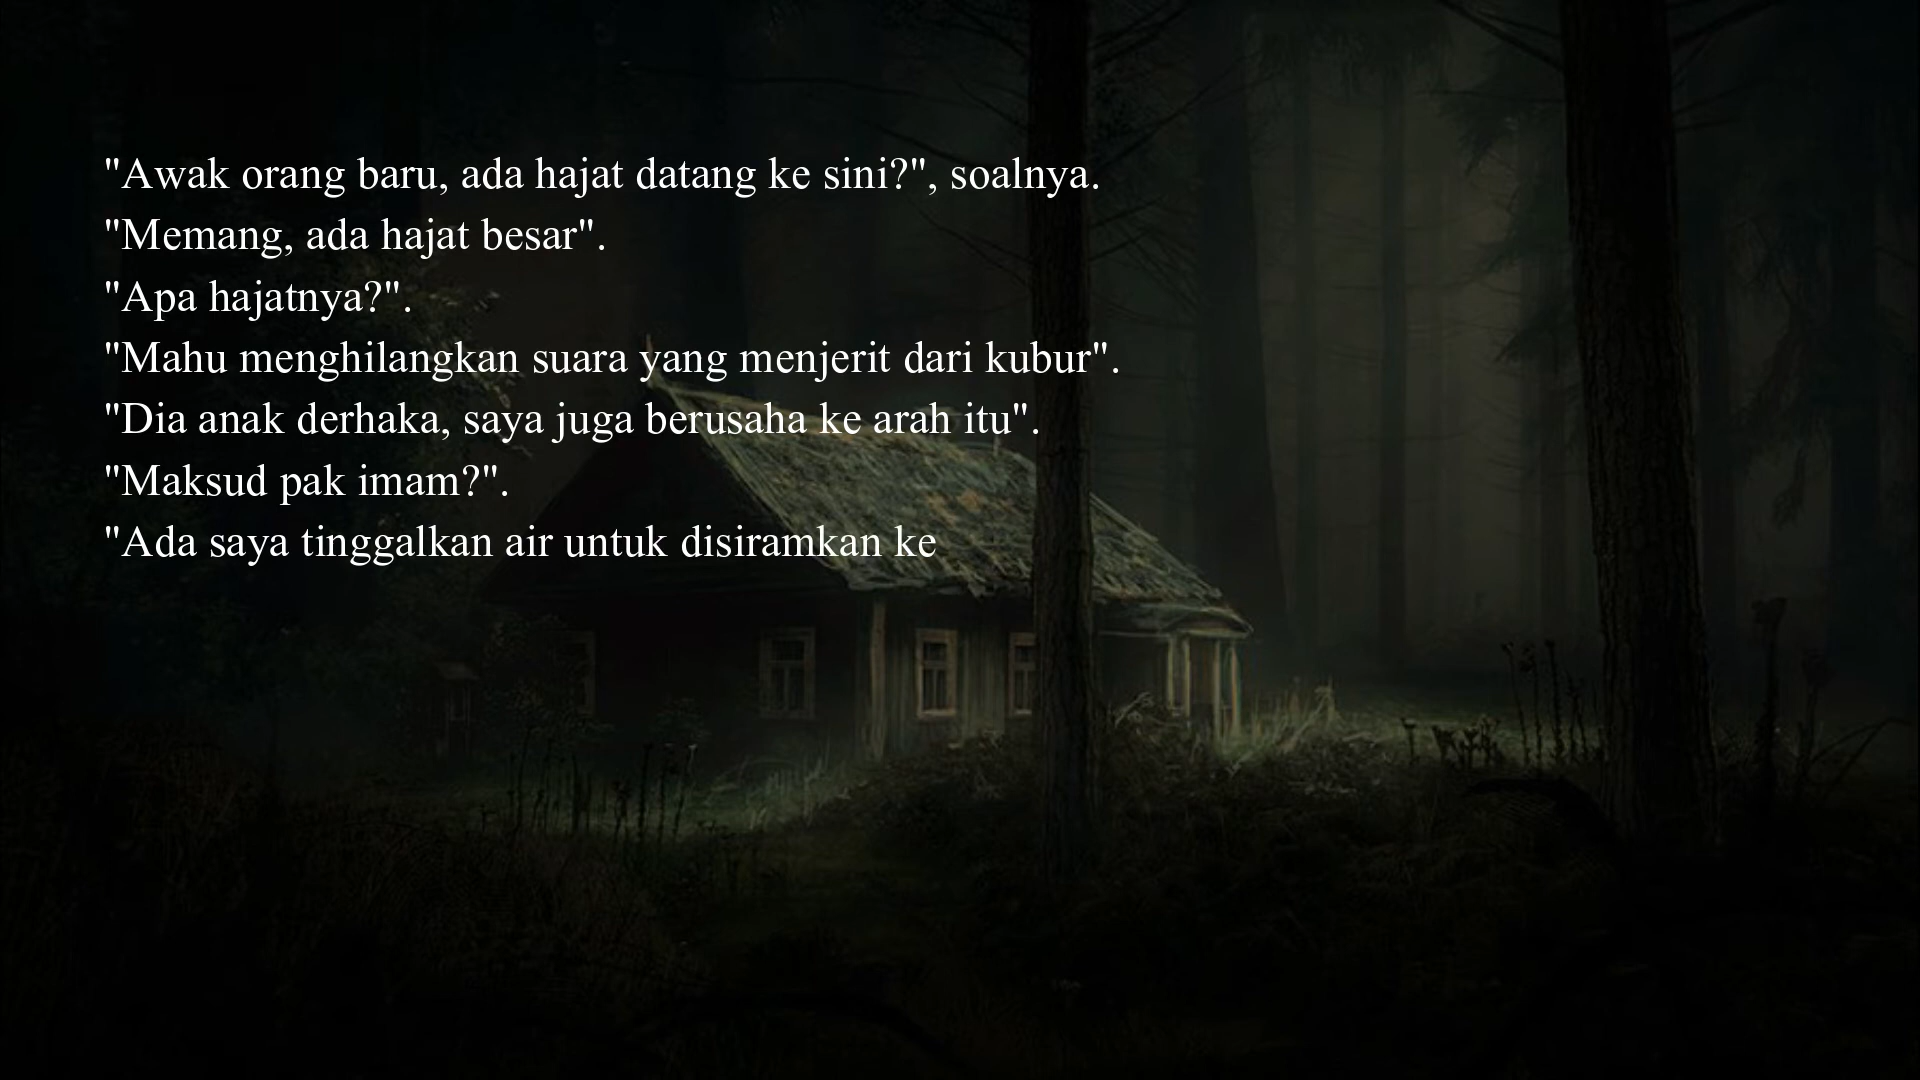 "Awak orang baru, ada hajat datang ke sini?", soalnya.
"Memang, ada hajat besar".
"Apa hajatnya?".
"Mahu menghilangkan suara yang menjerit dari kubur".
"Dia anak derhaka, saya juga berusaha ke arah itu".
"Maksud pak imam?".
"Ada saya tinggalkan air untuk disiramkan ke